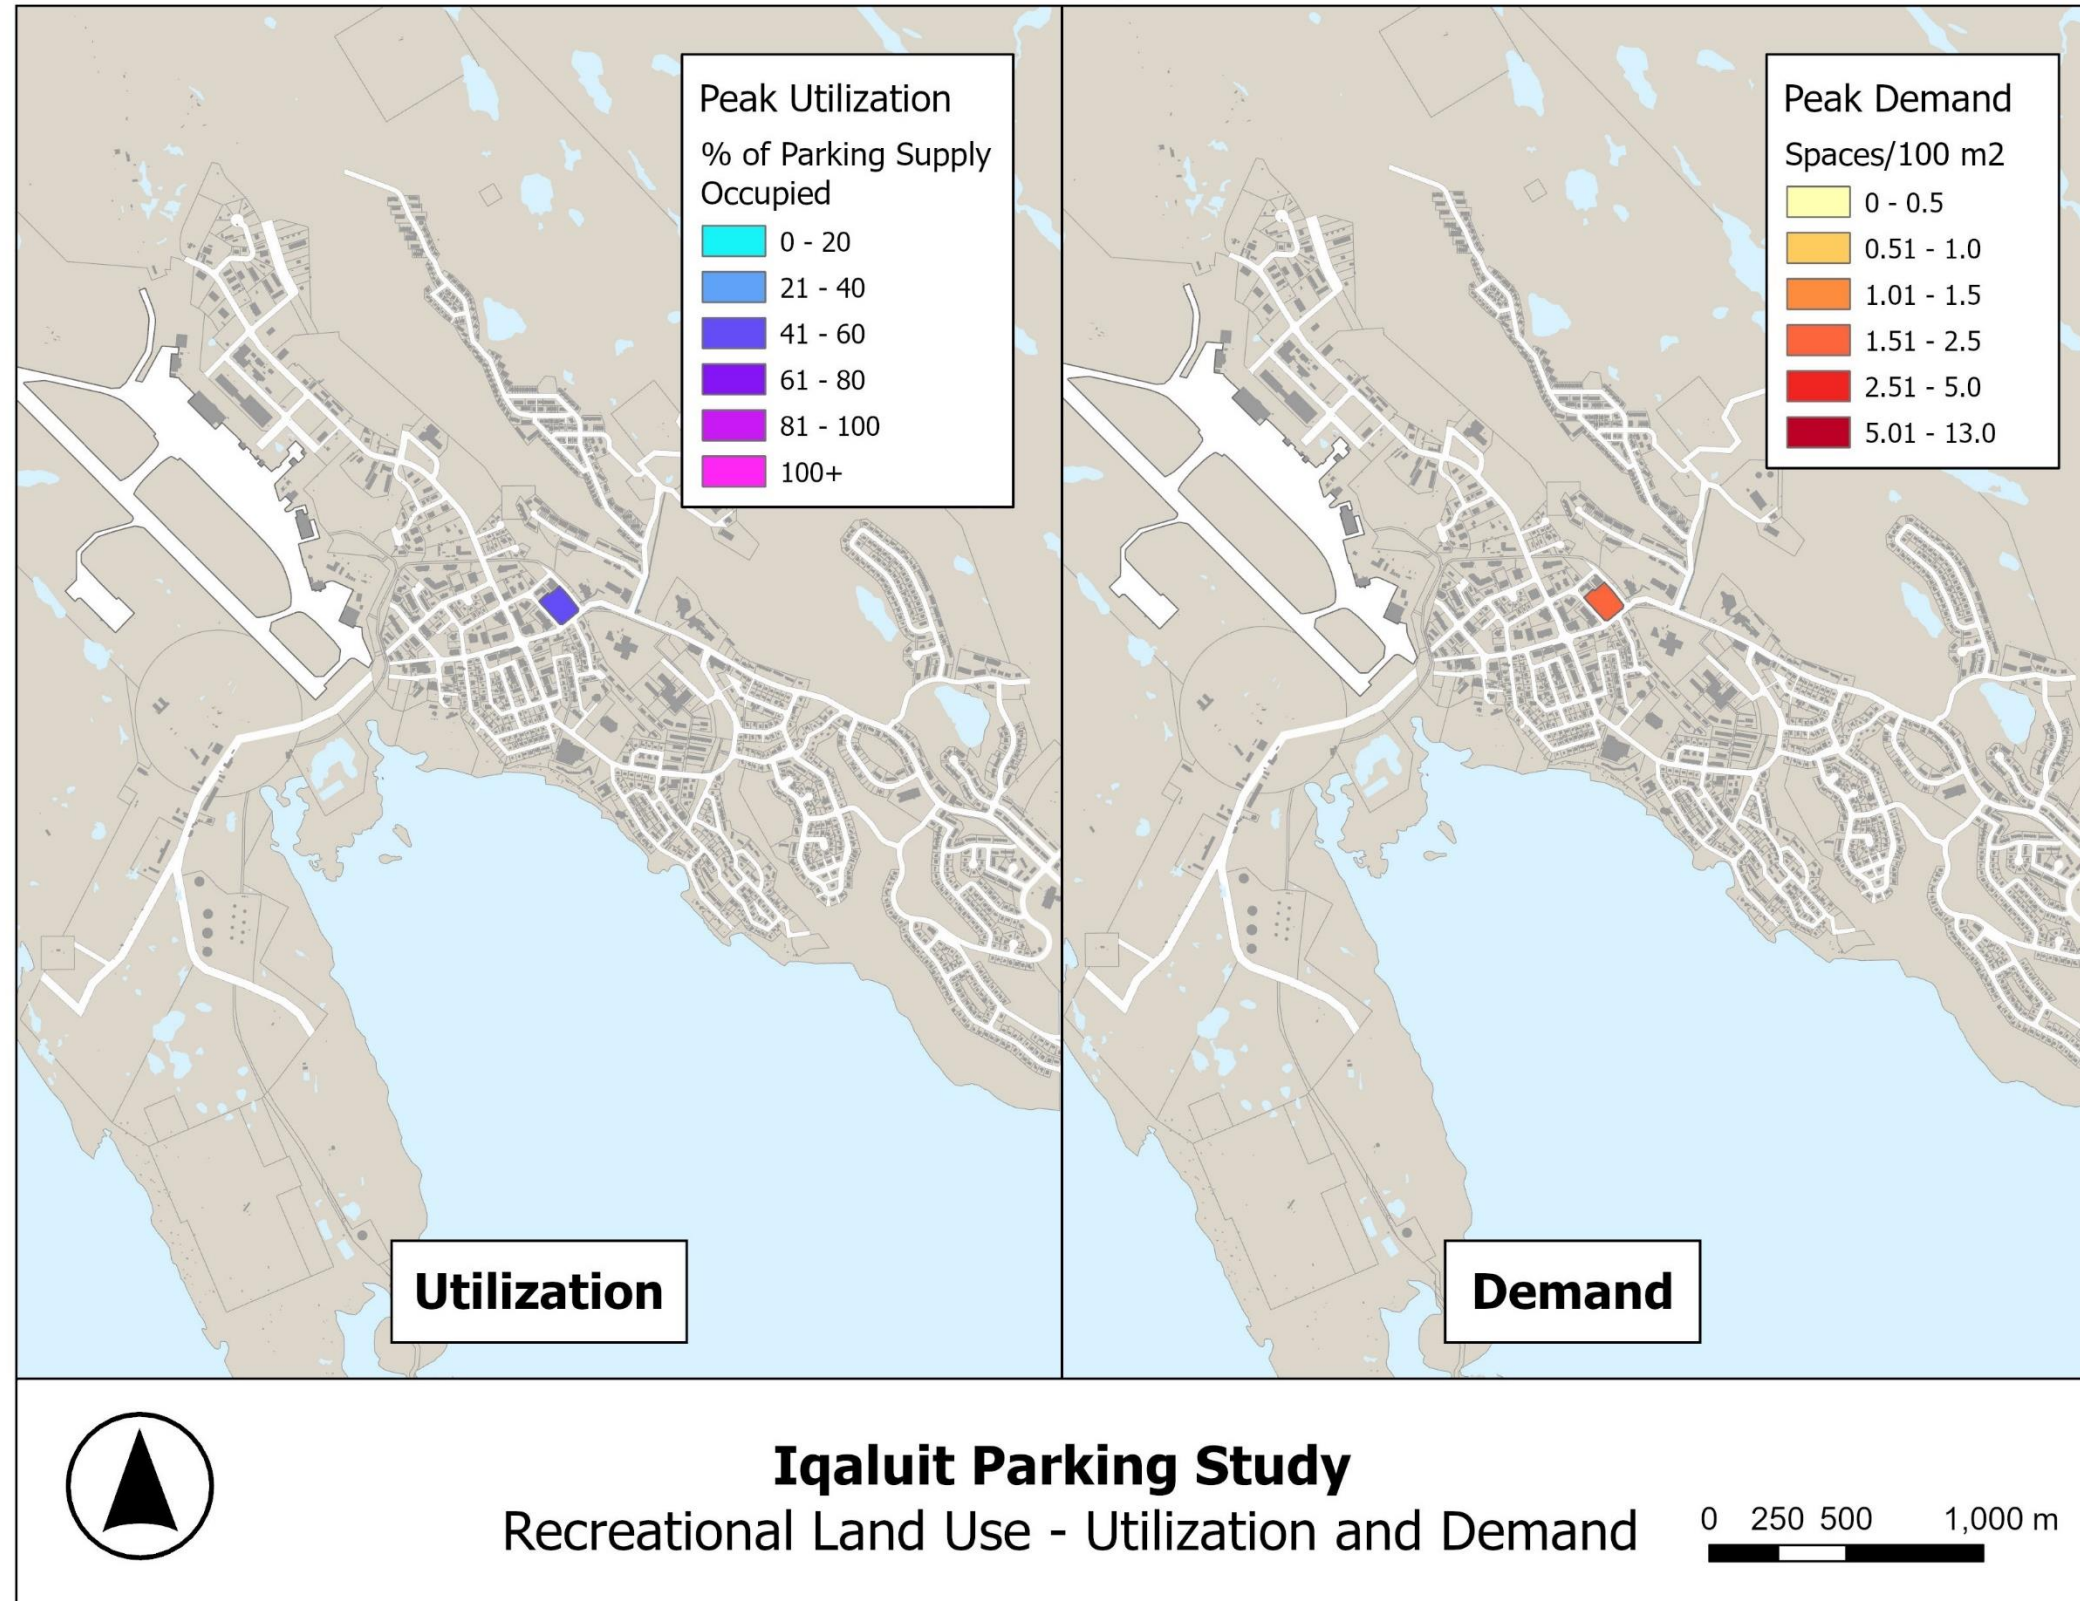 Peak Utilization
% of Parking Supply
Occupied
0 - 20
21 - 40
41 - 60
61 - 80
81 - 100
100+
Utilization
Peak Demand
Spaces/100 m2
0 - 0.5
0.51 - 1.0
1.01 - 1.5
1.51 - 2.5
2.51 - 5.0
5.01 - 13.0
Demand
Iqaluit Parking Study
Recreational Land Use - Utilization and Demand
0 250 500 1,000 m